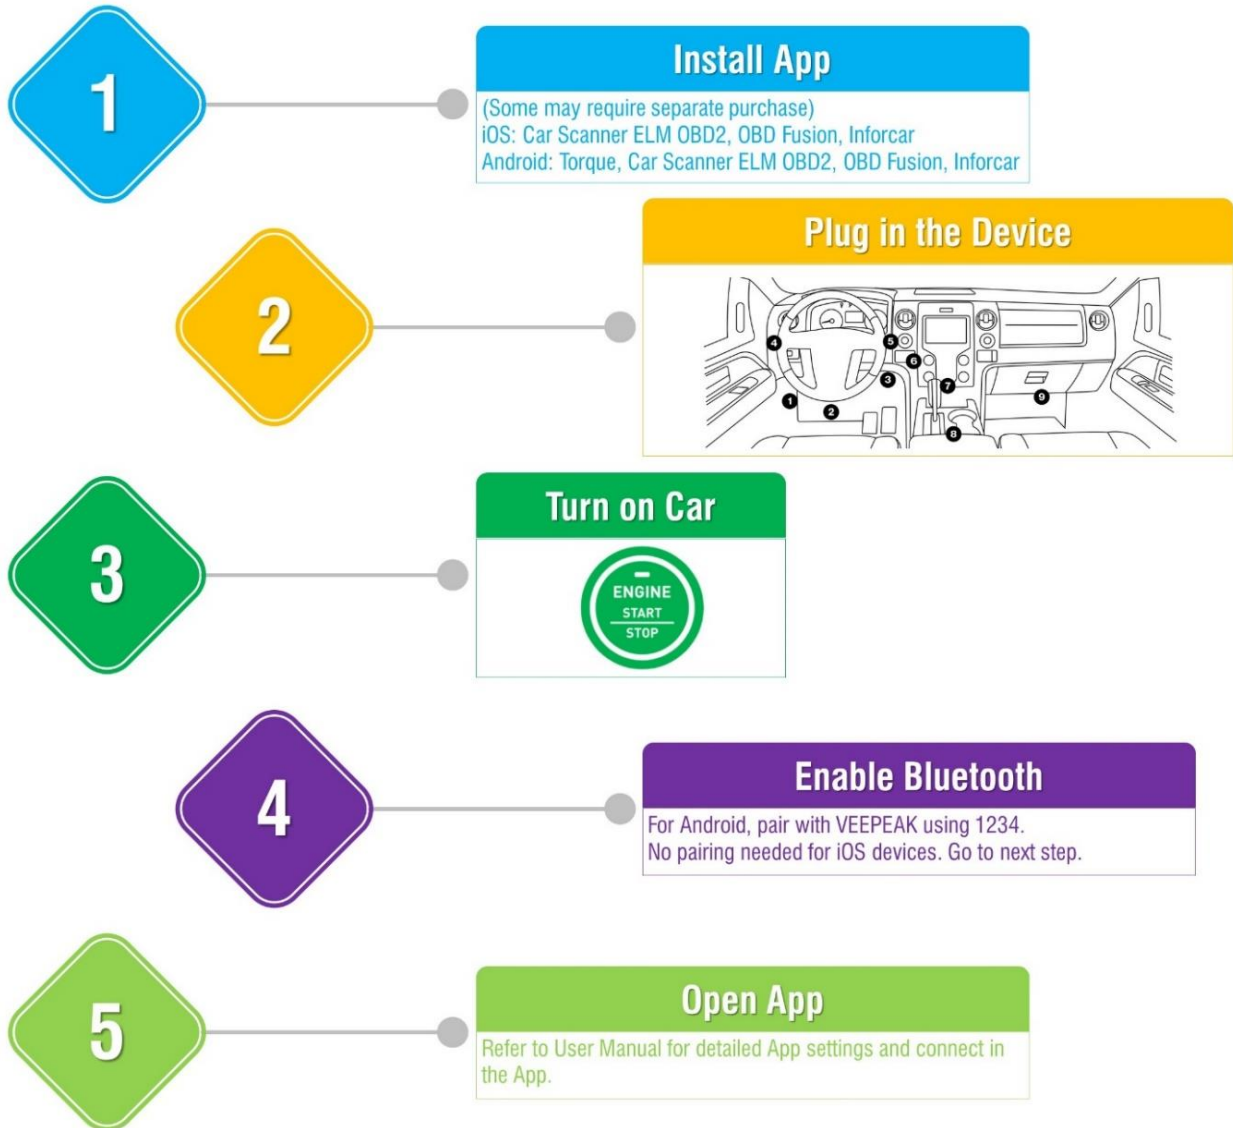 1
Install App
(Some may require separate purchase)
iOS: Car Scanner ELM OBD2, OBD Fusion, Inforcar
Android: Torque, Car Scanner ELM OBD2, OBD Fusion, Inforcar
2
Plug in the Device
4
5
6
3
7
1
2
9
8
3
Turn on Car
ENGINE
START
STOP
4
Enable Bluetooth
For Android, pair with VEEPEAK using 1234.
No pairing needed for iOS devices. Go to next step.
5
Open App
Refer to User Manual for detailed App settings and connect in
the App.